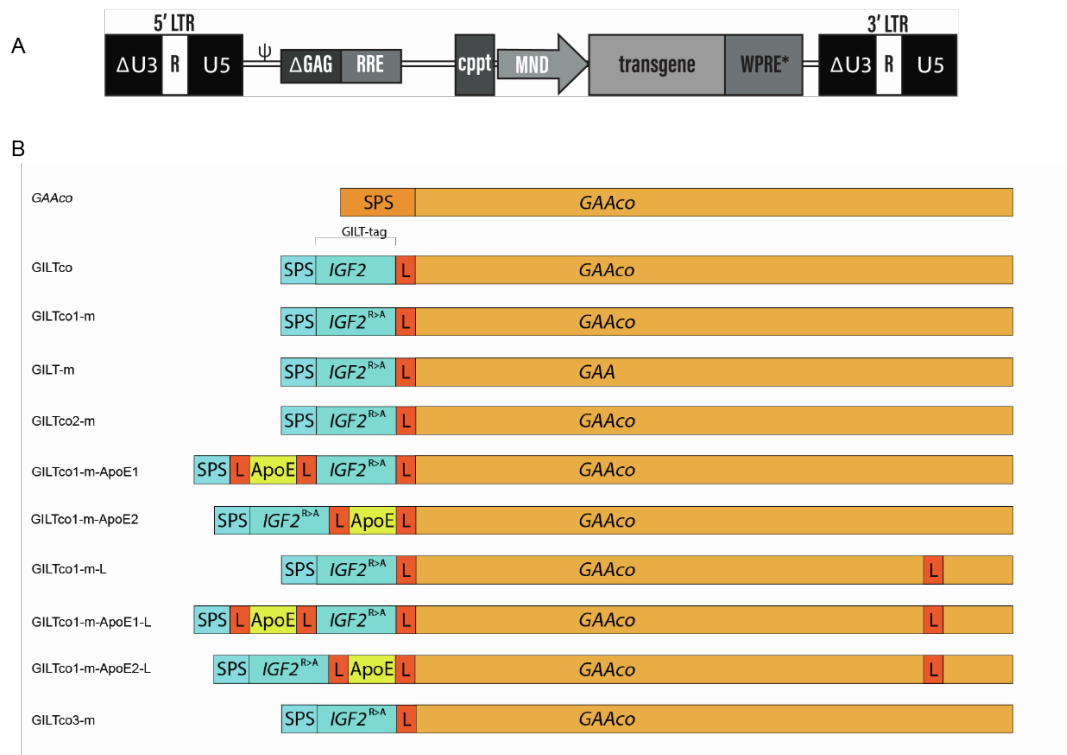 A
5′ LTR
3′ LTR
ΔU3 R U5 ψ ΔGAG RRE cppt MND transgene WPRE* ΔU3 R U5
B
GAAco SPS GAAco
GILT-tag
GILTco SPS IGF2 L GAAco
GILTco1-m SPS IGF2R>A L GAAco
GILT-m SPS IGF2R>A L GAA
GILTco2-m SPS IGF2R>A L GAAco
GILTco1-m-ApoE1 SPS L ApoE L IGF2R>A L GAAco
GILTco1-m-ApoE2 SPS IGF2R>A L ApoE L GAAco
GILTco1-m-L SPS IGF2R>A L GAAco L
GILTco1-m-ApoE1-L SPS L ApoE L IGF2R>A L GAAco L
GILTco1-m-ApoE2-L SPS IGF2R>A L ApoE L GAAco L
GILTco3-m SPS IGF2R>A L GAAco